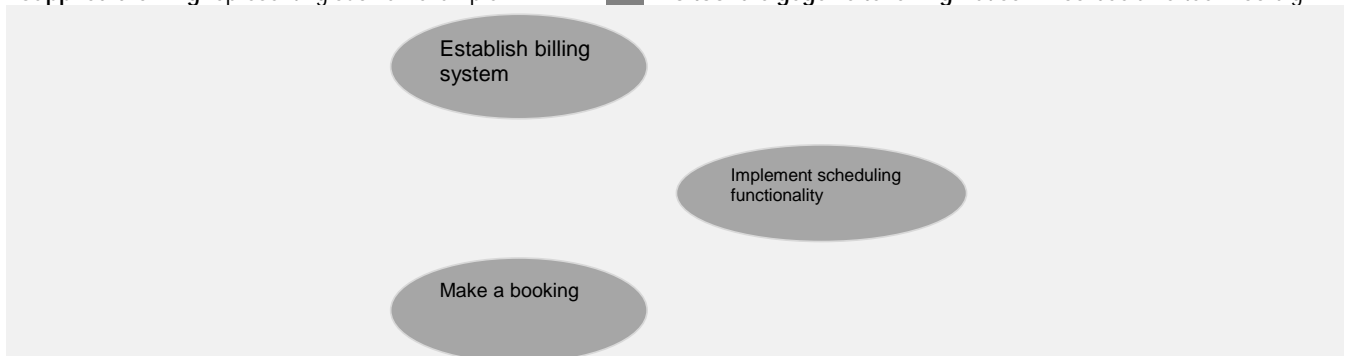 Establish billing
system
Implement scheduling
functionality
Make a booking